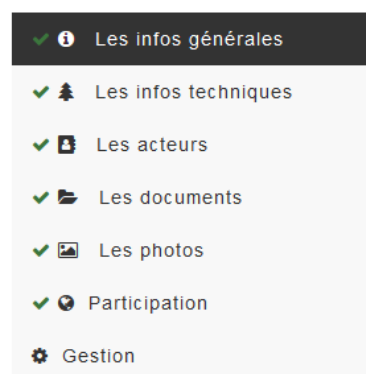 Les infos générales
Les infos techniques
Les acteurs
Les documents
Les photos
Participation
Gestion